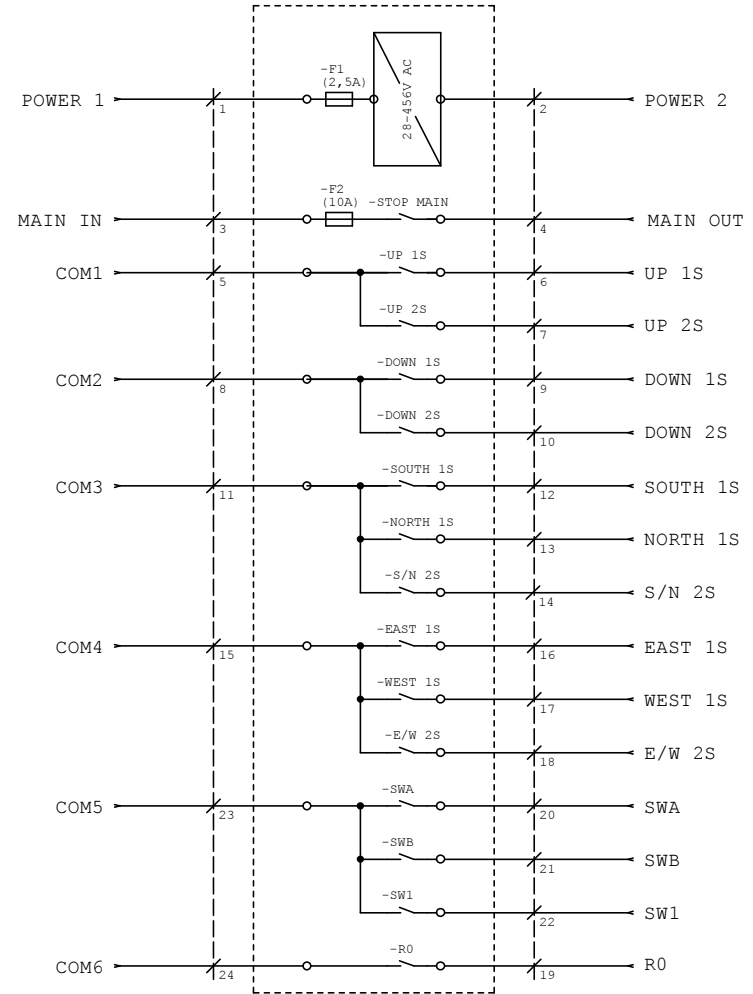 -F1
(2,5A)
28-456V AC
POWER 1
1
2
POWER 2
-F2
(10A)
-STOP MAIN
MAIN IN
3
4
MAIN OUT
-UP 1S
COM1
5
6
UP 1S
-UP 2S
7
UP 2S
-DOWN 1S
COM2
8
9
DOWN 1S
-DOWN 2S
10
DOWN 2S
-SOUTH 1S
COM3
11
12
SOUTH 1S
-NORTH 1S
13
NORTH 1S
-S/N 2S
14
S/N 2S
-EAST 1S
COM4
15
16
EAST 1S
-WEST 1S
17
WEST 1S
-E/W 2S
18
E/W 2S
-SWA
COM5
23
20
SWA
-SWB
21
SWB
-SW1
22
SW1
-R0
COM6
24
19
R0